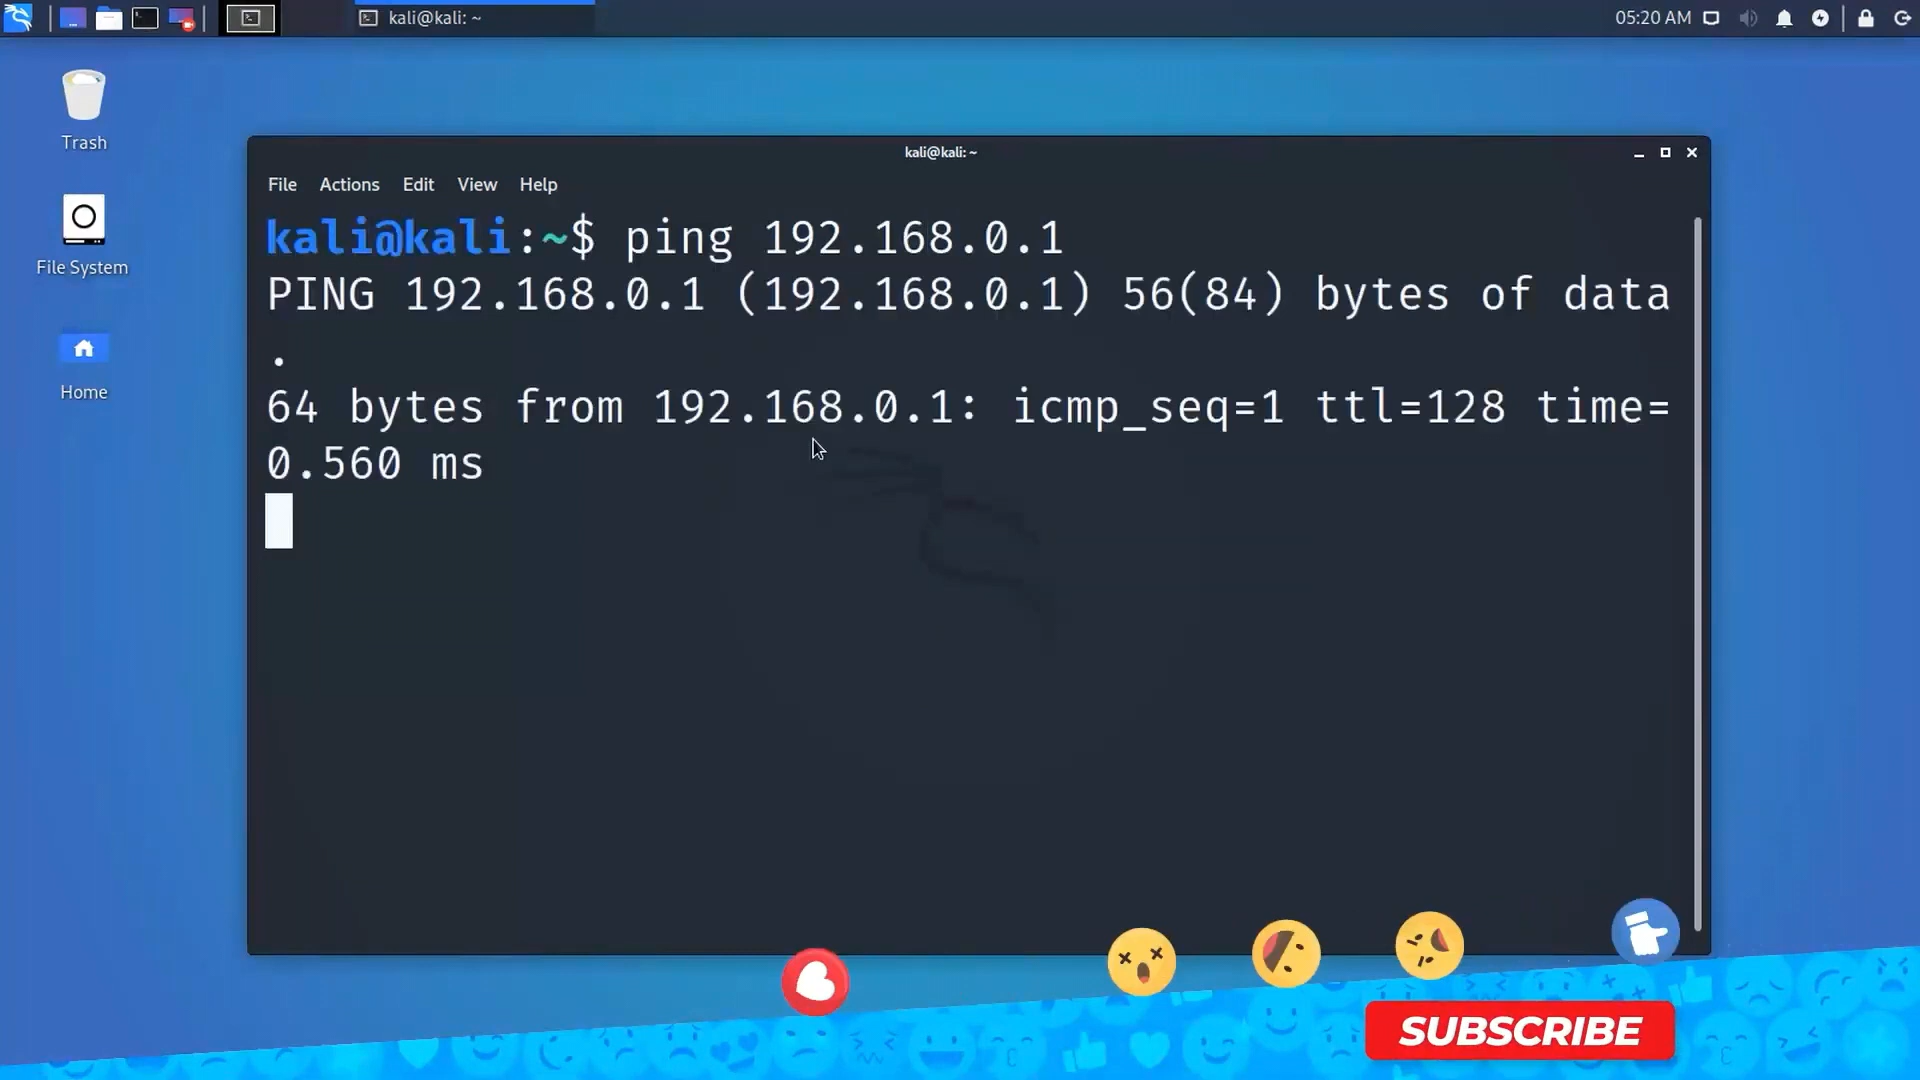 kali@kali: ~
05:20 AM
Trash
File System
Home
kali@kali: ~
File Actions Edit View Help
kali@kali:~$ ping 192.168.0.1
PING 192.168.0.1 (192.168.0.1) 56(84) bytes of data
.
64 bytes from 192.168.0.1: icmp_seq=1 ttl=128 time=
0.560 ms
SUBSCRIBE